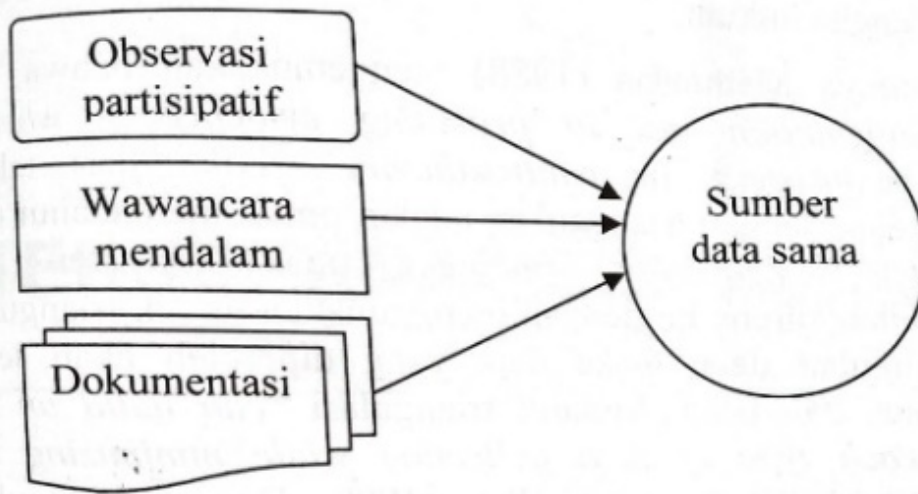 Observasi
partisipatif
Wawancara
mendalam
Dokumentasi
Sumber
data sama